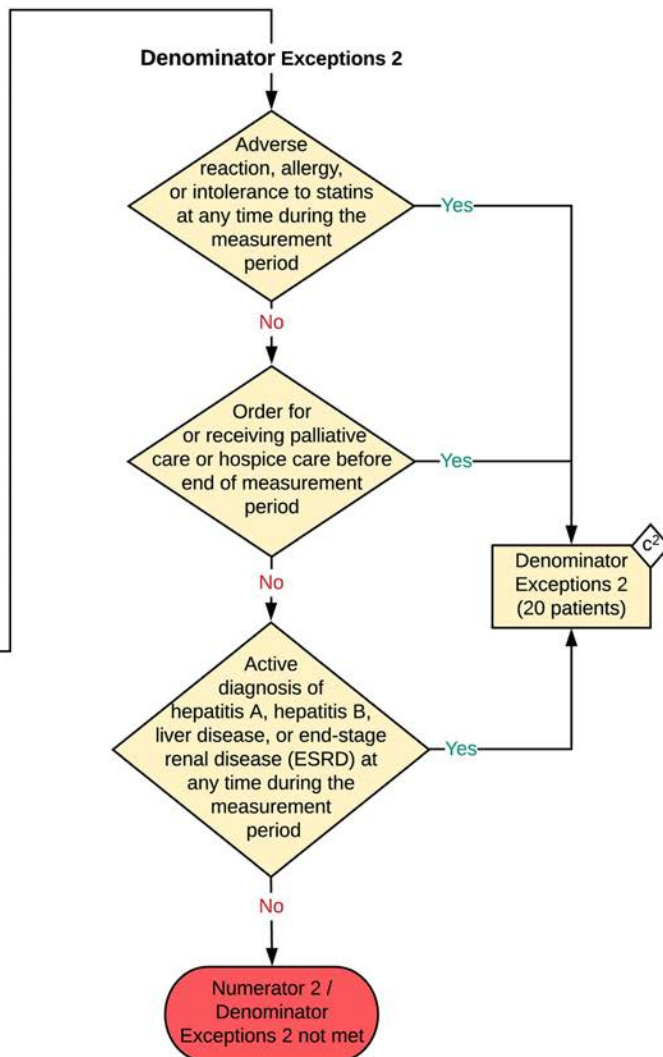 Denominator Exceptions 2
Adverse
reaction, allergy,
or intolerance to statins
at any time during the
measurement
period
Yes
No
Order for
or receiving palliative
care or hospice care before
end of measurement
period
Yes
c²
Denominator
Exceptions 2
(20 patients)
No
Active
diagnosis of
hepatitis A, hepatitis B,
liver disease, or end-stage
renal disease (ESRD) at
any time during the
measurement
period
Yes
No
Numerator 2 /
Denominator
Exceptions 2 not met